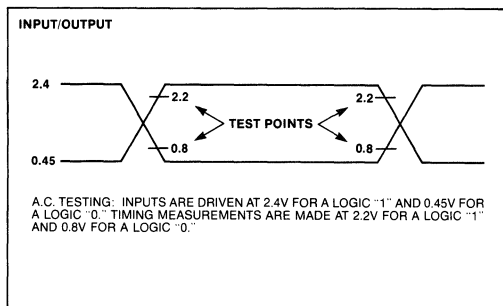 INPUT/OUTPUT
2.4
2.2
2.2
TEST POINTS
0.8
0.8
0.45
A.C. TESTING: INPUTS ARE DRIVEN AT 2.4V FOR A LOGIC "1" AND 0.45V FOR
A LOGIC "0." TIMING MEASUREMENTS ARE MADE AT 2.2V FOR A LOGIC "1"
AND 0.8V FOR A LOGIC "0."